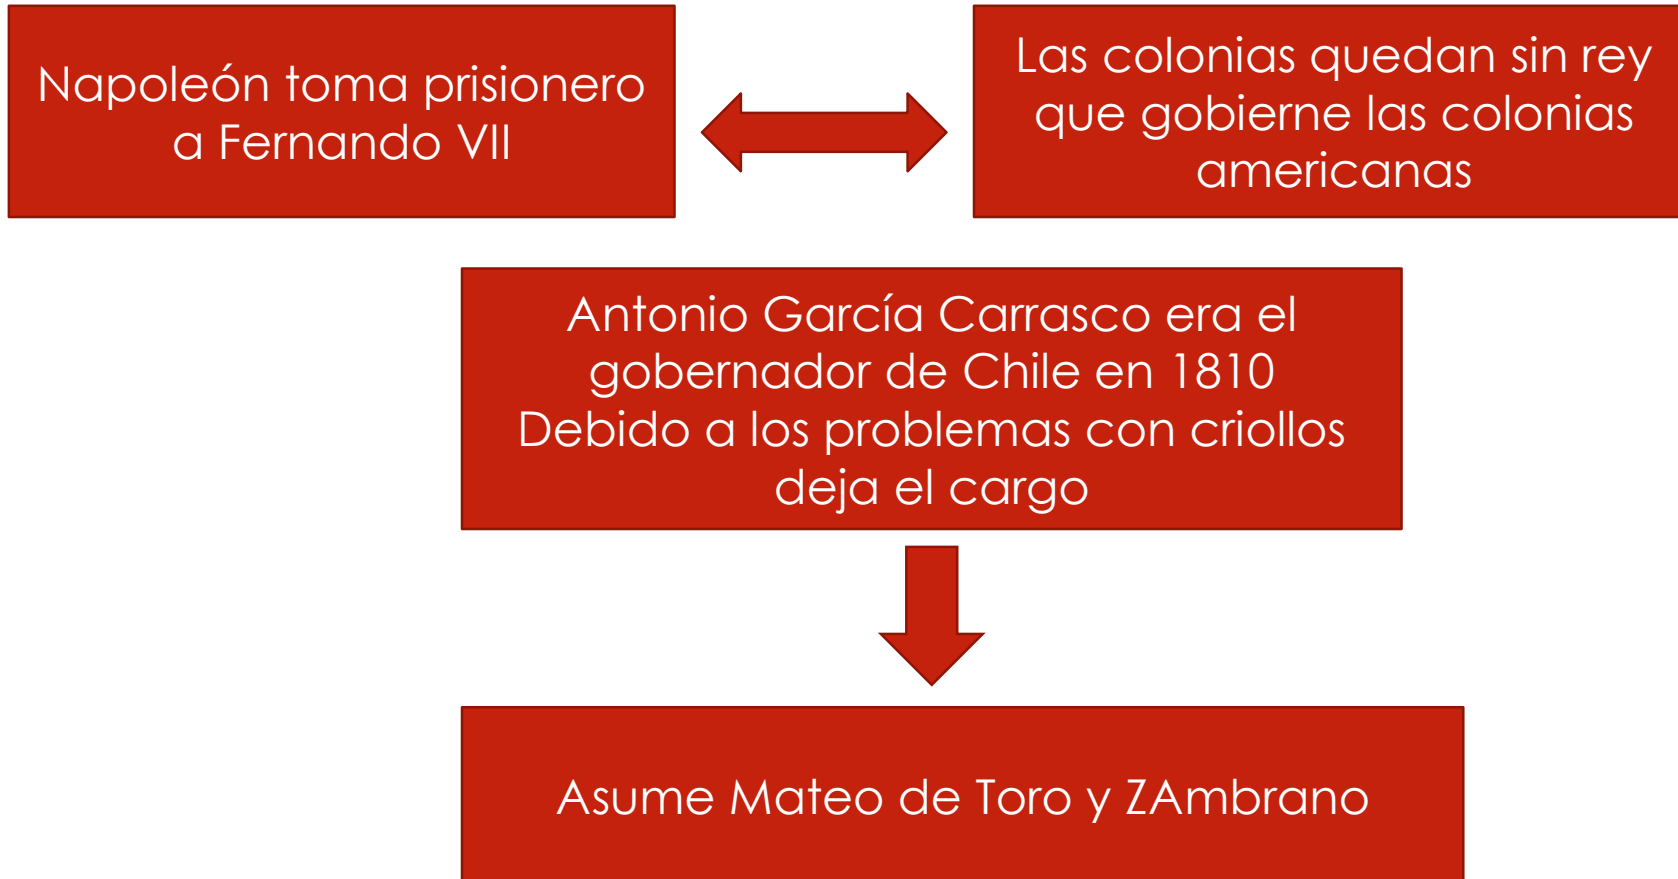 Napoleón toma prisionero
a Fernando VII
Las colonias quedan sin rey
que gobierne las colonias
americanas
Antonio García Carrasco era el
gobernador de Chile en 1810
Debido a los problemas con criollos
deja el cargo
Asume Mateo de Toro y ZAmbrano